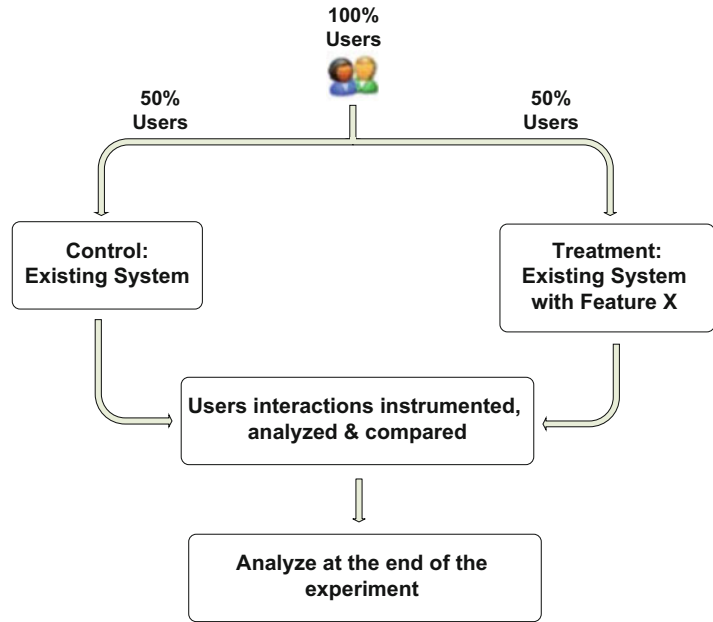 100%
Users
50%
Users
50%
Users
Control:
Existing System
Treatment:
Existing System
with Feature X
Users interactions instrumented,
analyzed & compared
Analyze at the end of the
experiment